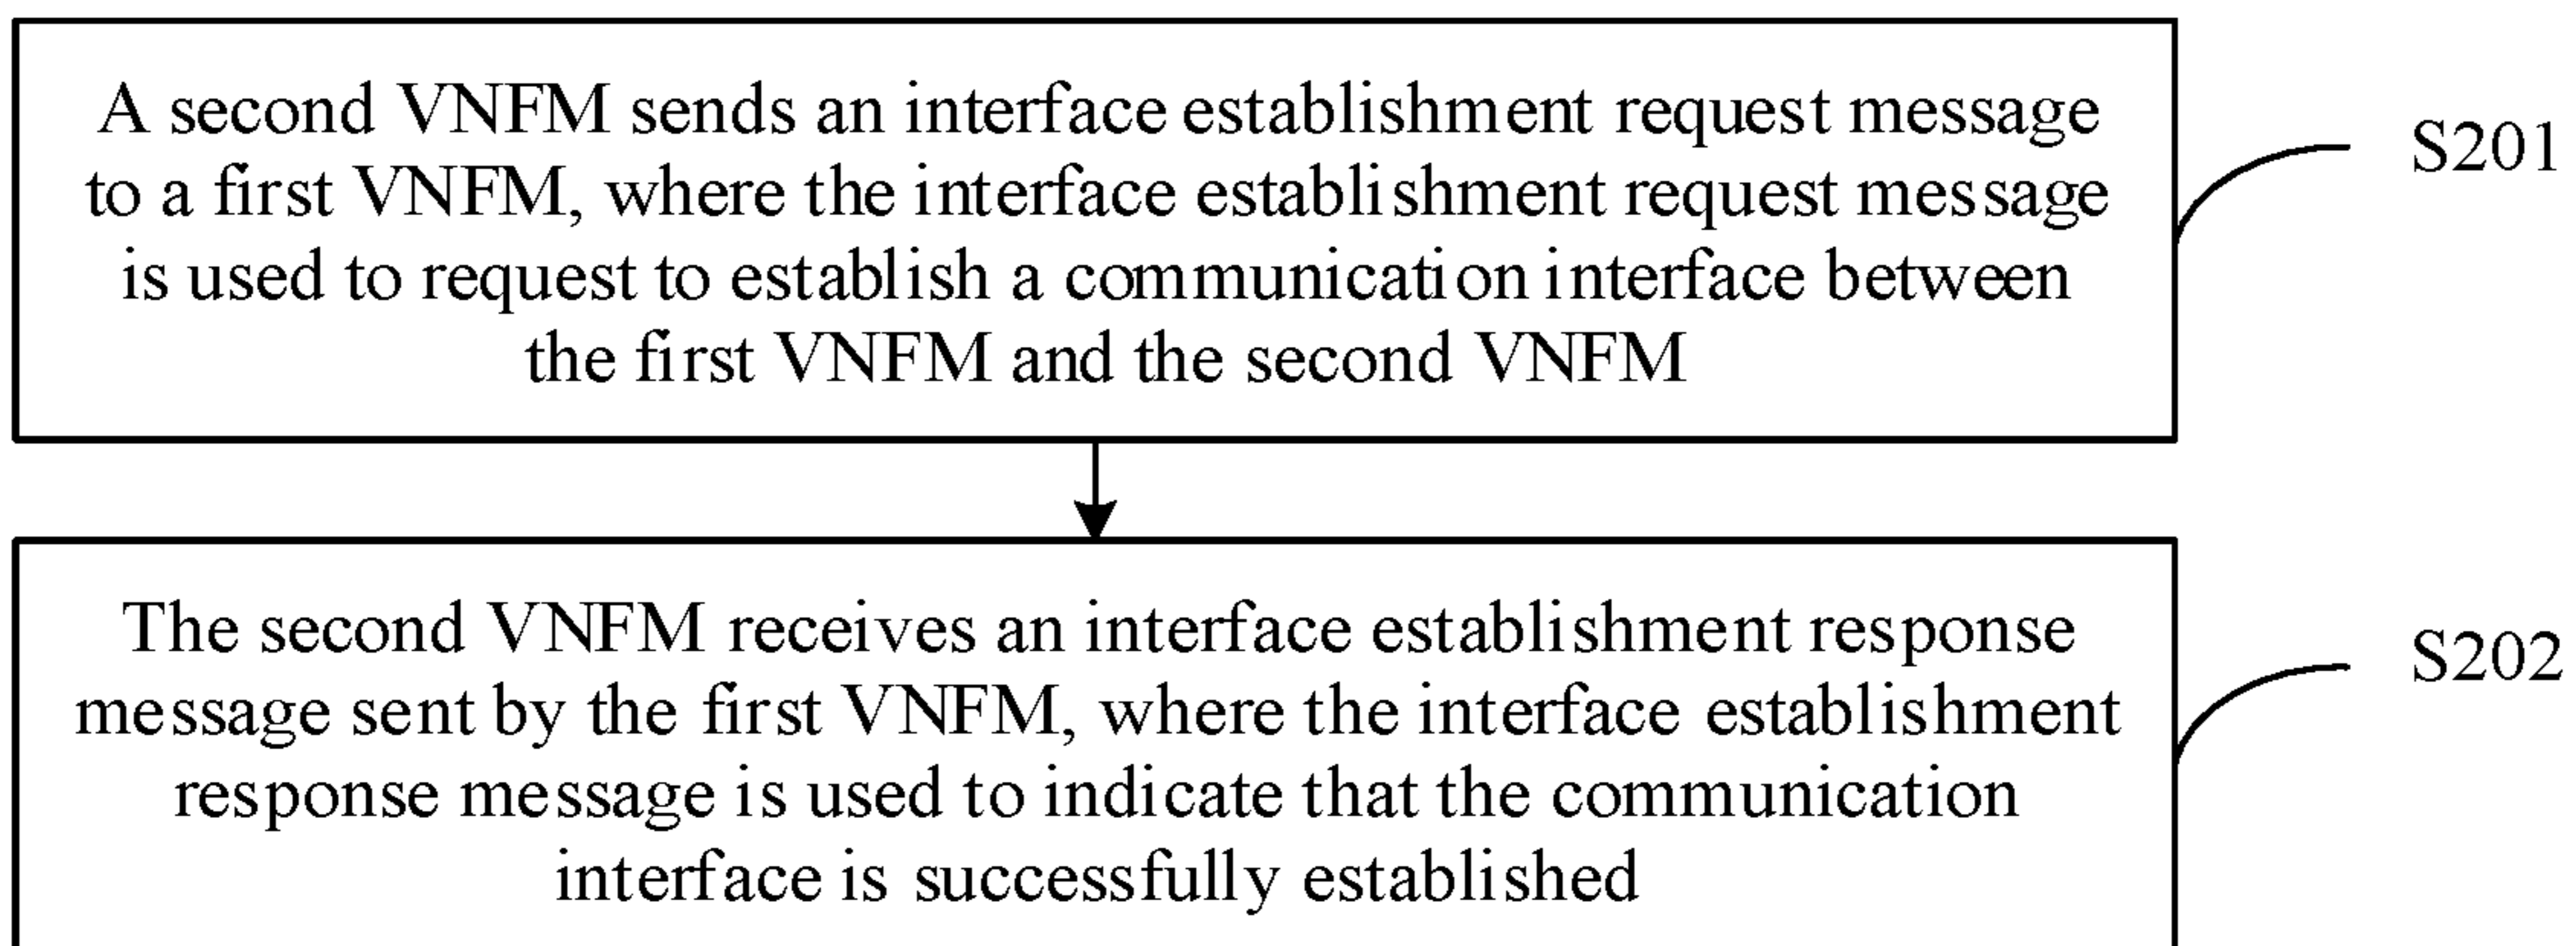 A second VNFM sends an interface establishment request message
to a first VNFM, where the interface establishment request message
is used to request to establish a communication interface between
the first VNFM and the second VNFM
S201
The second VNFM receives an interface establishment response
message sent by the first VNFM, where the interface establishment
response message is used to indicate that the communication
interface is successfully established
S202